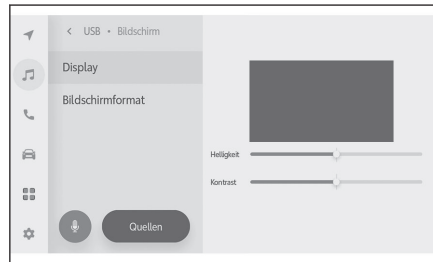 < USB • Bildschirm
Display
Bildschirmformat
Helligkeit
Kontrast
Quellen